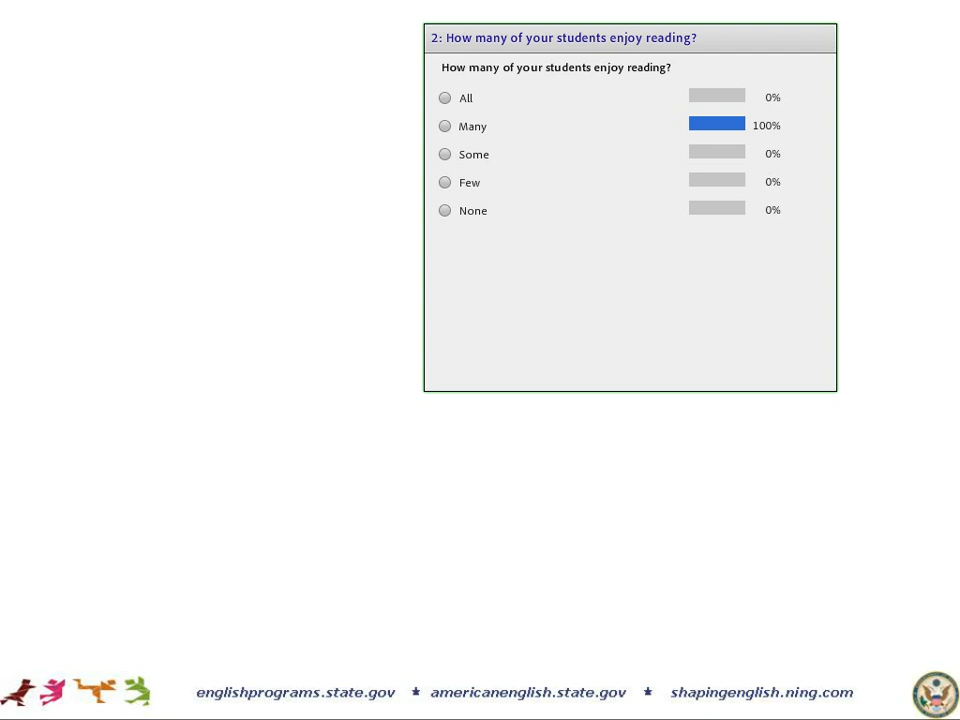 2: How many of your students enjoy reading?
How many of your students enjoy reading?
All 0%
Many 100%
Some 0%
Few 0%
None 0%
englishprograms.state.gov * americanenglish.state.gov * shapingenglish.ning.com